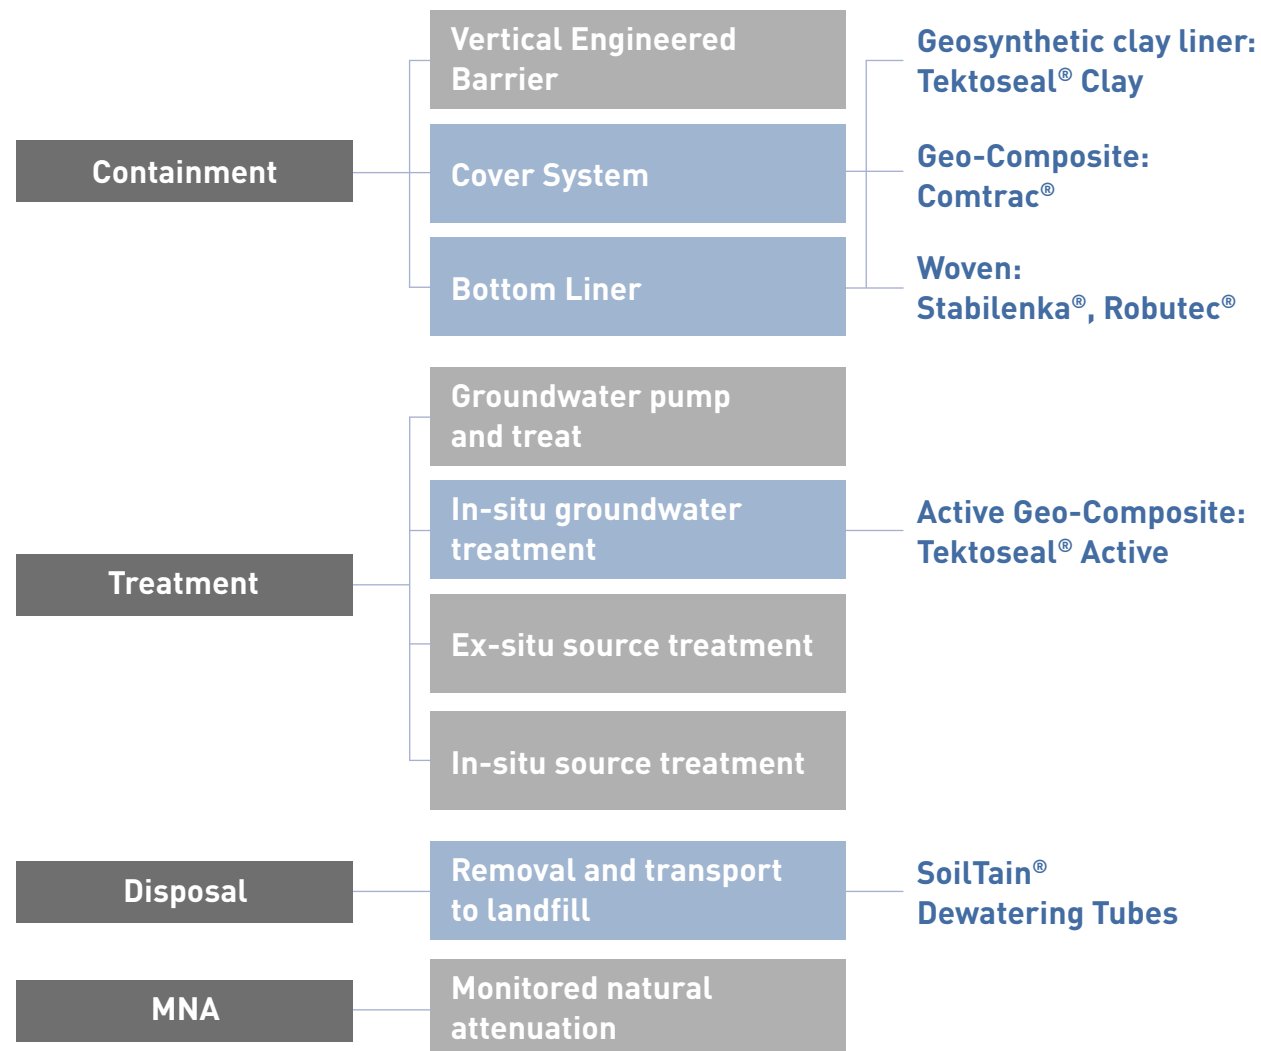 Containment
Vertical Engineered
Barrier
Cover System
Bottom Liner
Geosynthetic clay liner:
Tektoseal® Clay
Geo-Composite:
Comtrac®
Woven:
Stabilenka®, Robutec®
Treatment
Groundwater pump
and treat
In-situ groundwater
treatment
Ex-situ source treatment
In-situ source treatment
Active Geo-Composite:
Tektoseal® Active
Disposal
Removal and transport
to landfill
SoilTain®
Dewatering Tubes
MNA
Monitored natural
attenuation